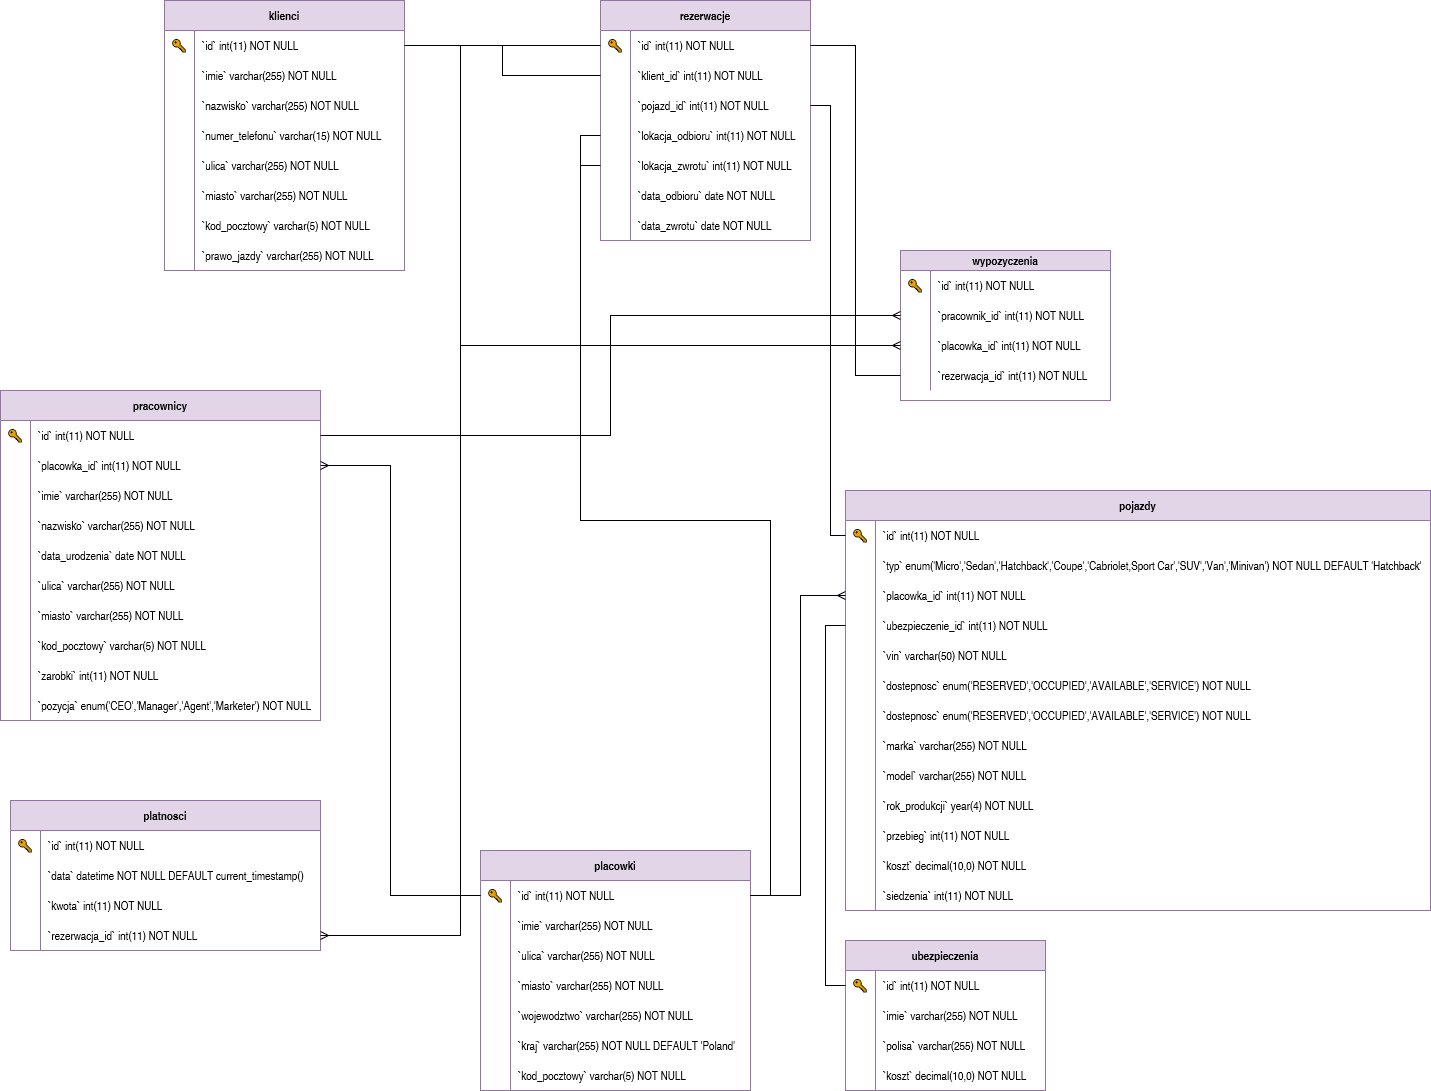 klienci
`id` int(11) NOT NULL
`imie` varchar(255) NOT NULL
`nazwisko` varchar(255) NOT NULL
`numer_telefonu` varchar(15) NOT NULL
`ulica` varchar(255) NOT NULL
`miasto` varchar(255) NOT NULL
`kod_pocztowy` varchar(5) NOT NULL
`prawo_jazdy` varchar(255) NOT NULL
rezerwacje
`id` int(11) NOT NULL
`klient_id` int(11) NOT NULL
`pojazd_id` int(11) NOT NULL
`lokacja_odbioru` int(11) NOT NULL
`lokacja_zwrotu` int(11) NOT NULL
`data_odbioru` date NOT NULL
`data_zwrotu` date NOT NULL
wypozyczenia
`id` int(11) NOT NULL
`pracownik_id` int(11) NOT NULL
`placowka_id` int(11) NOT NULL
`rezerwacja_id` int(11) NOT NULL
pracownicy
`id` int(11) NOT NULL
`placowka_id` int(11) NOT NULL
`imie` varchar(255) NOT NULL
`nazwisko` varchar(255) NOT NULL
`data_urodzenia` date NOT NULL
`ulica` varchar(255) NOT NULL
`miasto` varchar(255) NOT NULL
`kod_pocztowy` varchar(5) NOT NULL
`zarobki` int(11) NOT NULL
`pozycja` enum('CEO','Manager','Agent','Marketer') NOT NULL
pojazdy
`id` int(11) NOT NULL
`typ` enum('Micro','Sedan','Hatchback','Coupe','Cabriolet,Sport Car','SUV','Van','Minivan') NOT NULL DEFAULT 'Hatchback'
`placowka_id` int(11) NOT NULL
`ubezpieczenie_id` int(11) NOT NULL
`vin` varchar(50) NOT NULL
`dostepnosc` enum('RESERVED','OCCUPIED','AVAILABLE','SERVICE') NOT NULL
`dostepnosc` enum('RESERVED','OCCUPIED','AVAILABLE','SERVICE') NOT NULL
`marka` varchar(255) NOT NULL
`model` varchar(255) NOT NULL
`rok_produkcji` year(4) NOT NULL
`przebieg` int(11) NOT NULL
`koszt` decimal(10,0) NOT NULL
`siedzenia` int(11) NOT NULL
platnosci
`id` int(11) NOT NULL
`data` datetime NOT NULL DEFAULT current_timestamp()
`kwota` int(11) NOT NULL
`rezerwacja_id` int(11) NOT NULL
placowki
`id` int(11) NOT NULL
`imie` varchar(255) NOT NULL
`ulica` varchar(255) NOT NULL
`miasto` varchar(255) NOT NULL
`wojewodztwo` varchar(255) NOT NULL
`kraj` varchar(255) NOT NULL DEFAULT 'Poland'
`kod_pocztowy` varchar(5) NOT NULL
ubezpieczenia
`id` int(11) NOT NULL
`imie` varchar(255) NOT NULL
`polisa` varchar(255) NOT NULL
`koszt` decimal(10,0) NOT NULL